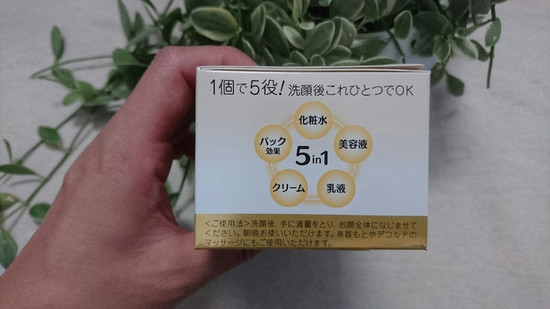 1個で5役!洗顔後これひとつでOK
化粧水
パック
効果
5in1
美容液
クリーム
乳液
<ご使用法>洗顔後、手に適量をとり、お顔全体になじませて
ください。朝晩お使いいただけます。※首もとやデコルテの
マッサージにもご使用いただけます。